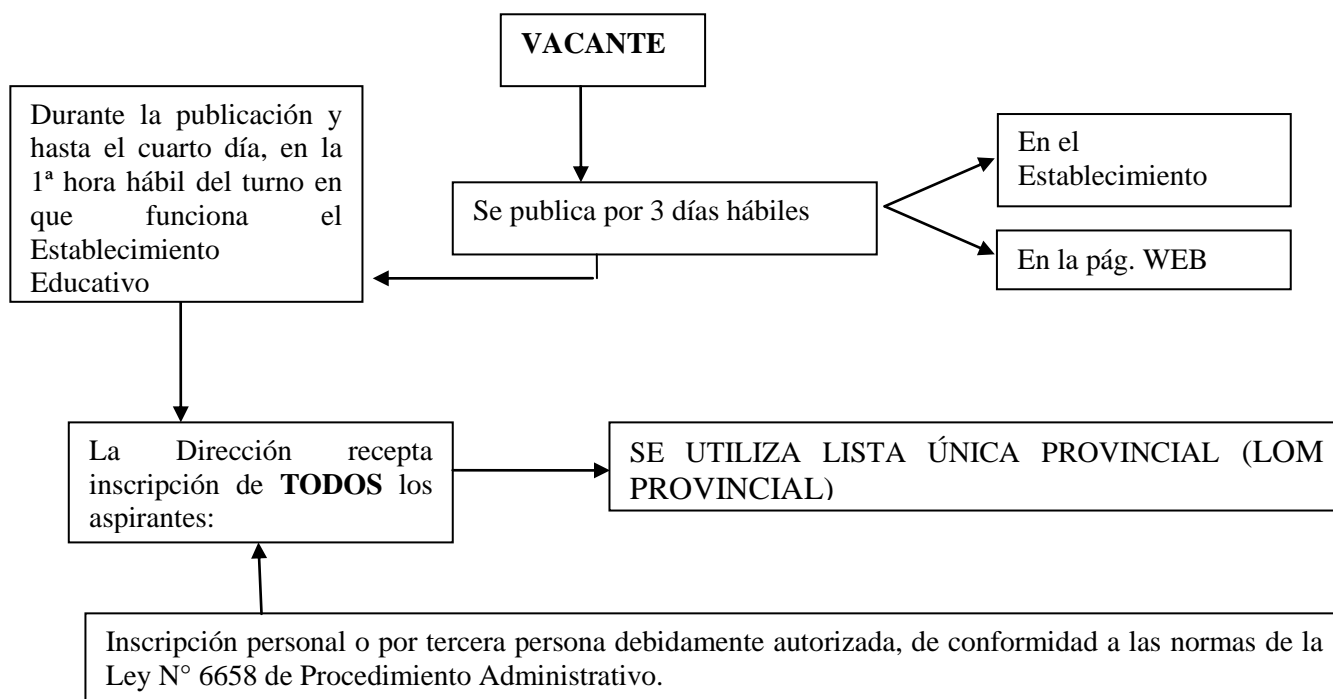 VACANTE
Durante la publicación y
hasta el cuarto día, en la
1ª hora hábil del turno en
que funciona el
Establecimiento
Educativo
Se publica por 3 días hábiles
En el
Establecimiento
En la pág. WEB
La Dirección recepta
inscripción de TODOS los
aspirantes:
SE UTILIZA LISTA ÚNICA PROVINCIAL (LOM
PROVINCIAL)
Inscripción personal o por tercera persona debidamente autorizada, de conformidad a las normas de la
Ley N° 6658 de Procedimiento Administrativo.